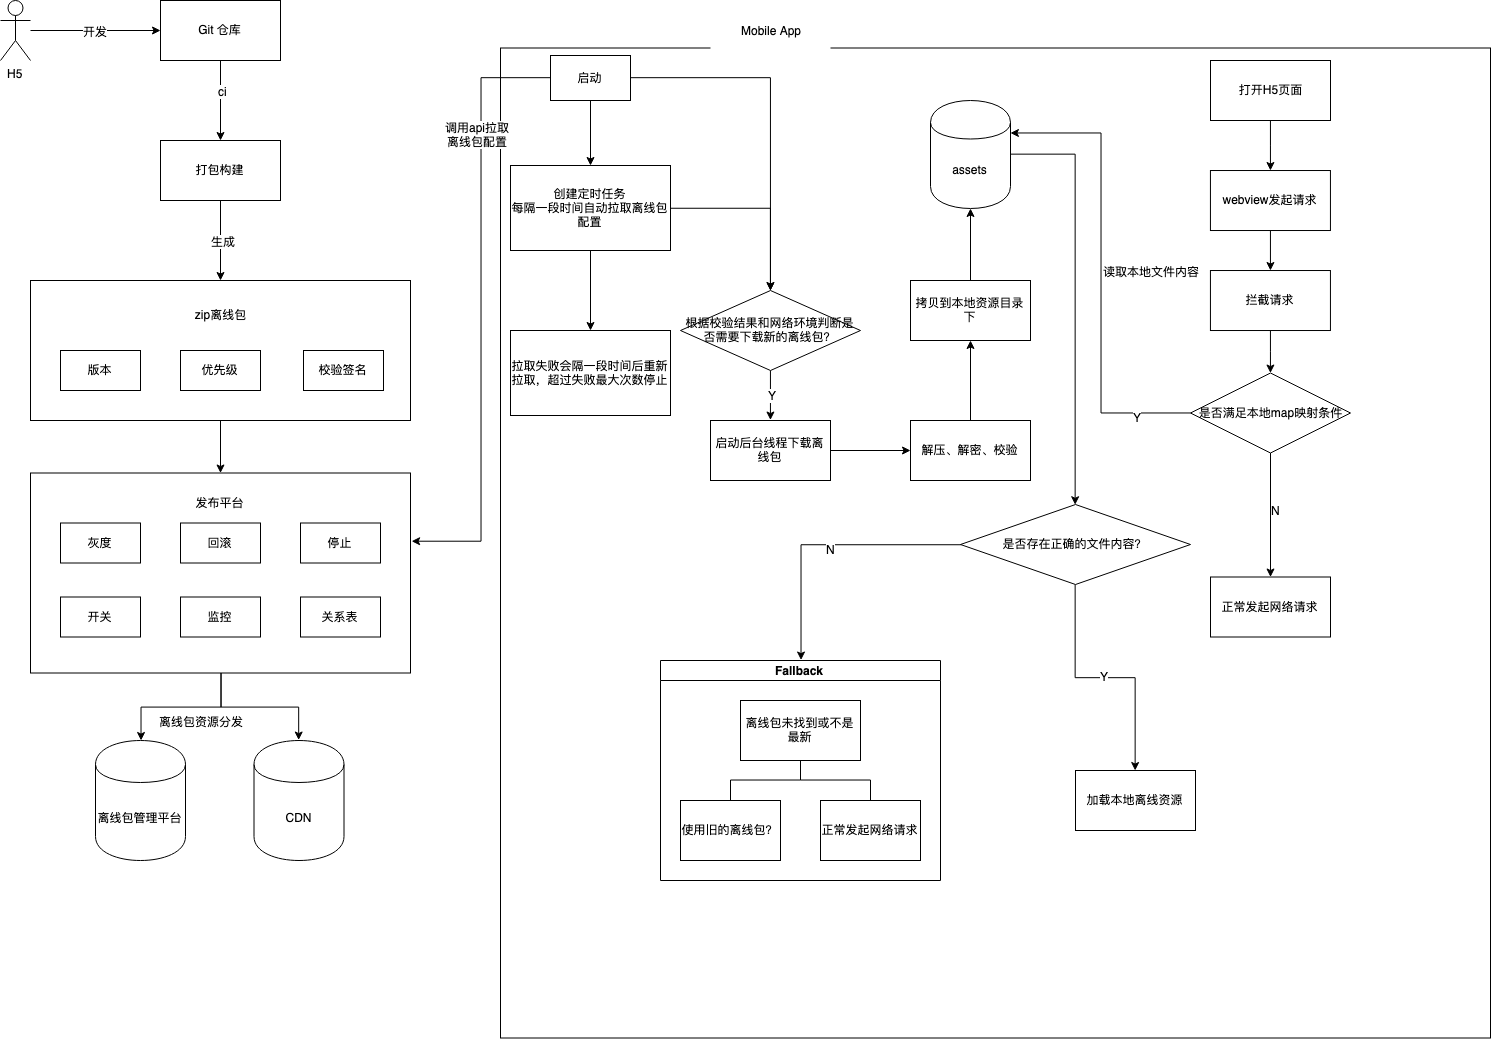 H5
开发
Git 仓库
ci
打包构建
生成
zip离线包
版本
优先级
校验签名
发布平台
灰度
回滚
停止
开关
监控
关系表
离线包资源分发
离线包管理平台
CDN
Mobile App
启动
调用api拉取
离线包配置
创建定时任务
每隔一段时间自动拉取离线包
配置
拉取失败会隔一段时间后重新
拉取，超过失败最大次数停止
根据校验结果和网络环境判断是
否需要下载新的离线包?
Y
启动后台线程下载离
线包
解压、解密、校验
拷贝到本地资源目录
下
assets
打开H5页面
webview发起请求
拦截请求
读取本地文件内容
是否满足本地map映射条件
Y
N
正常发起网络请求
是否存在正确的文件内容?
N
Y
加载本地离线资源
Fallback
离线包未找到或不是
最新
使用旧的离线包?
正常发起网络请求